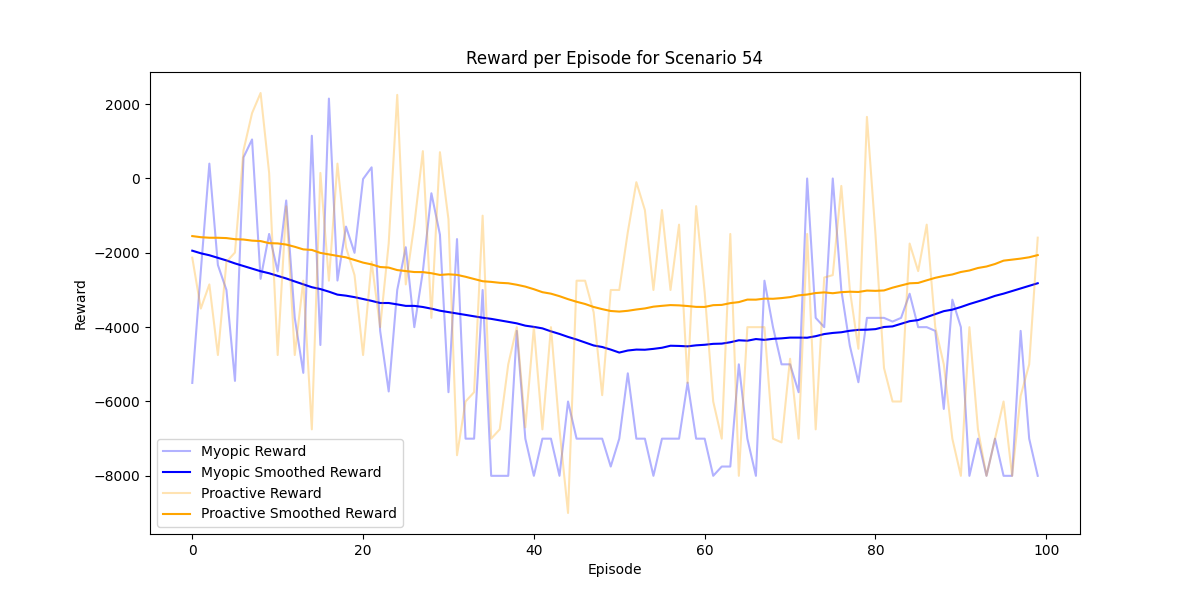 Reward per Episode for Scenario 54
Reward
2000
0
−2000
−4000
−6000
−8000
Myopic Reward
Myopic Smoothed Reward
Proactive Reward
Proactive Smoothed Reward
0
20
40
60
80
100
Episode